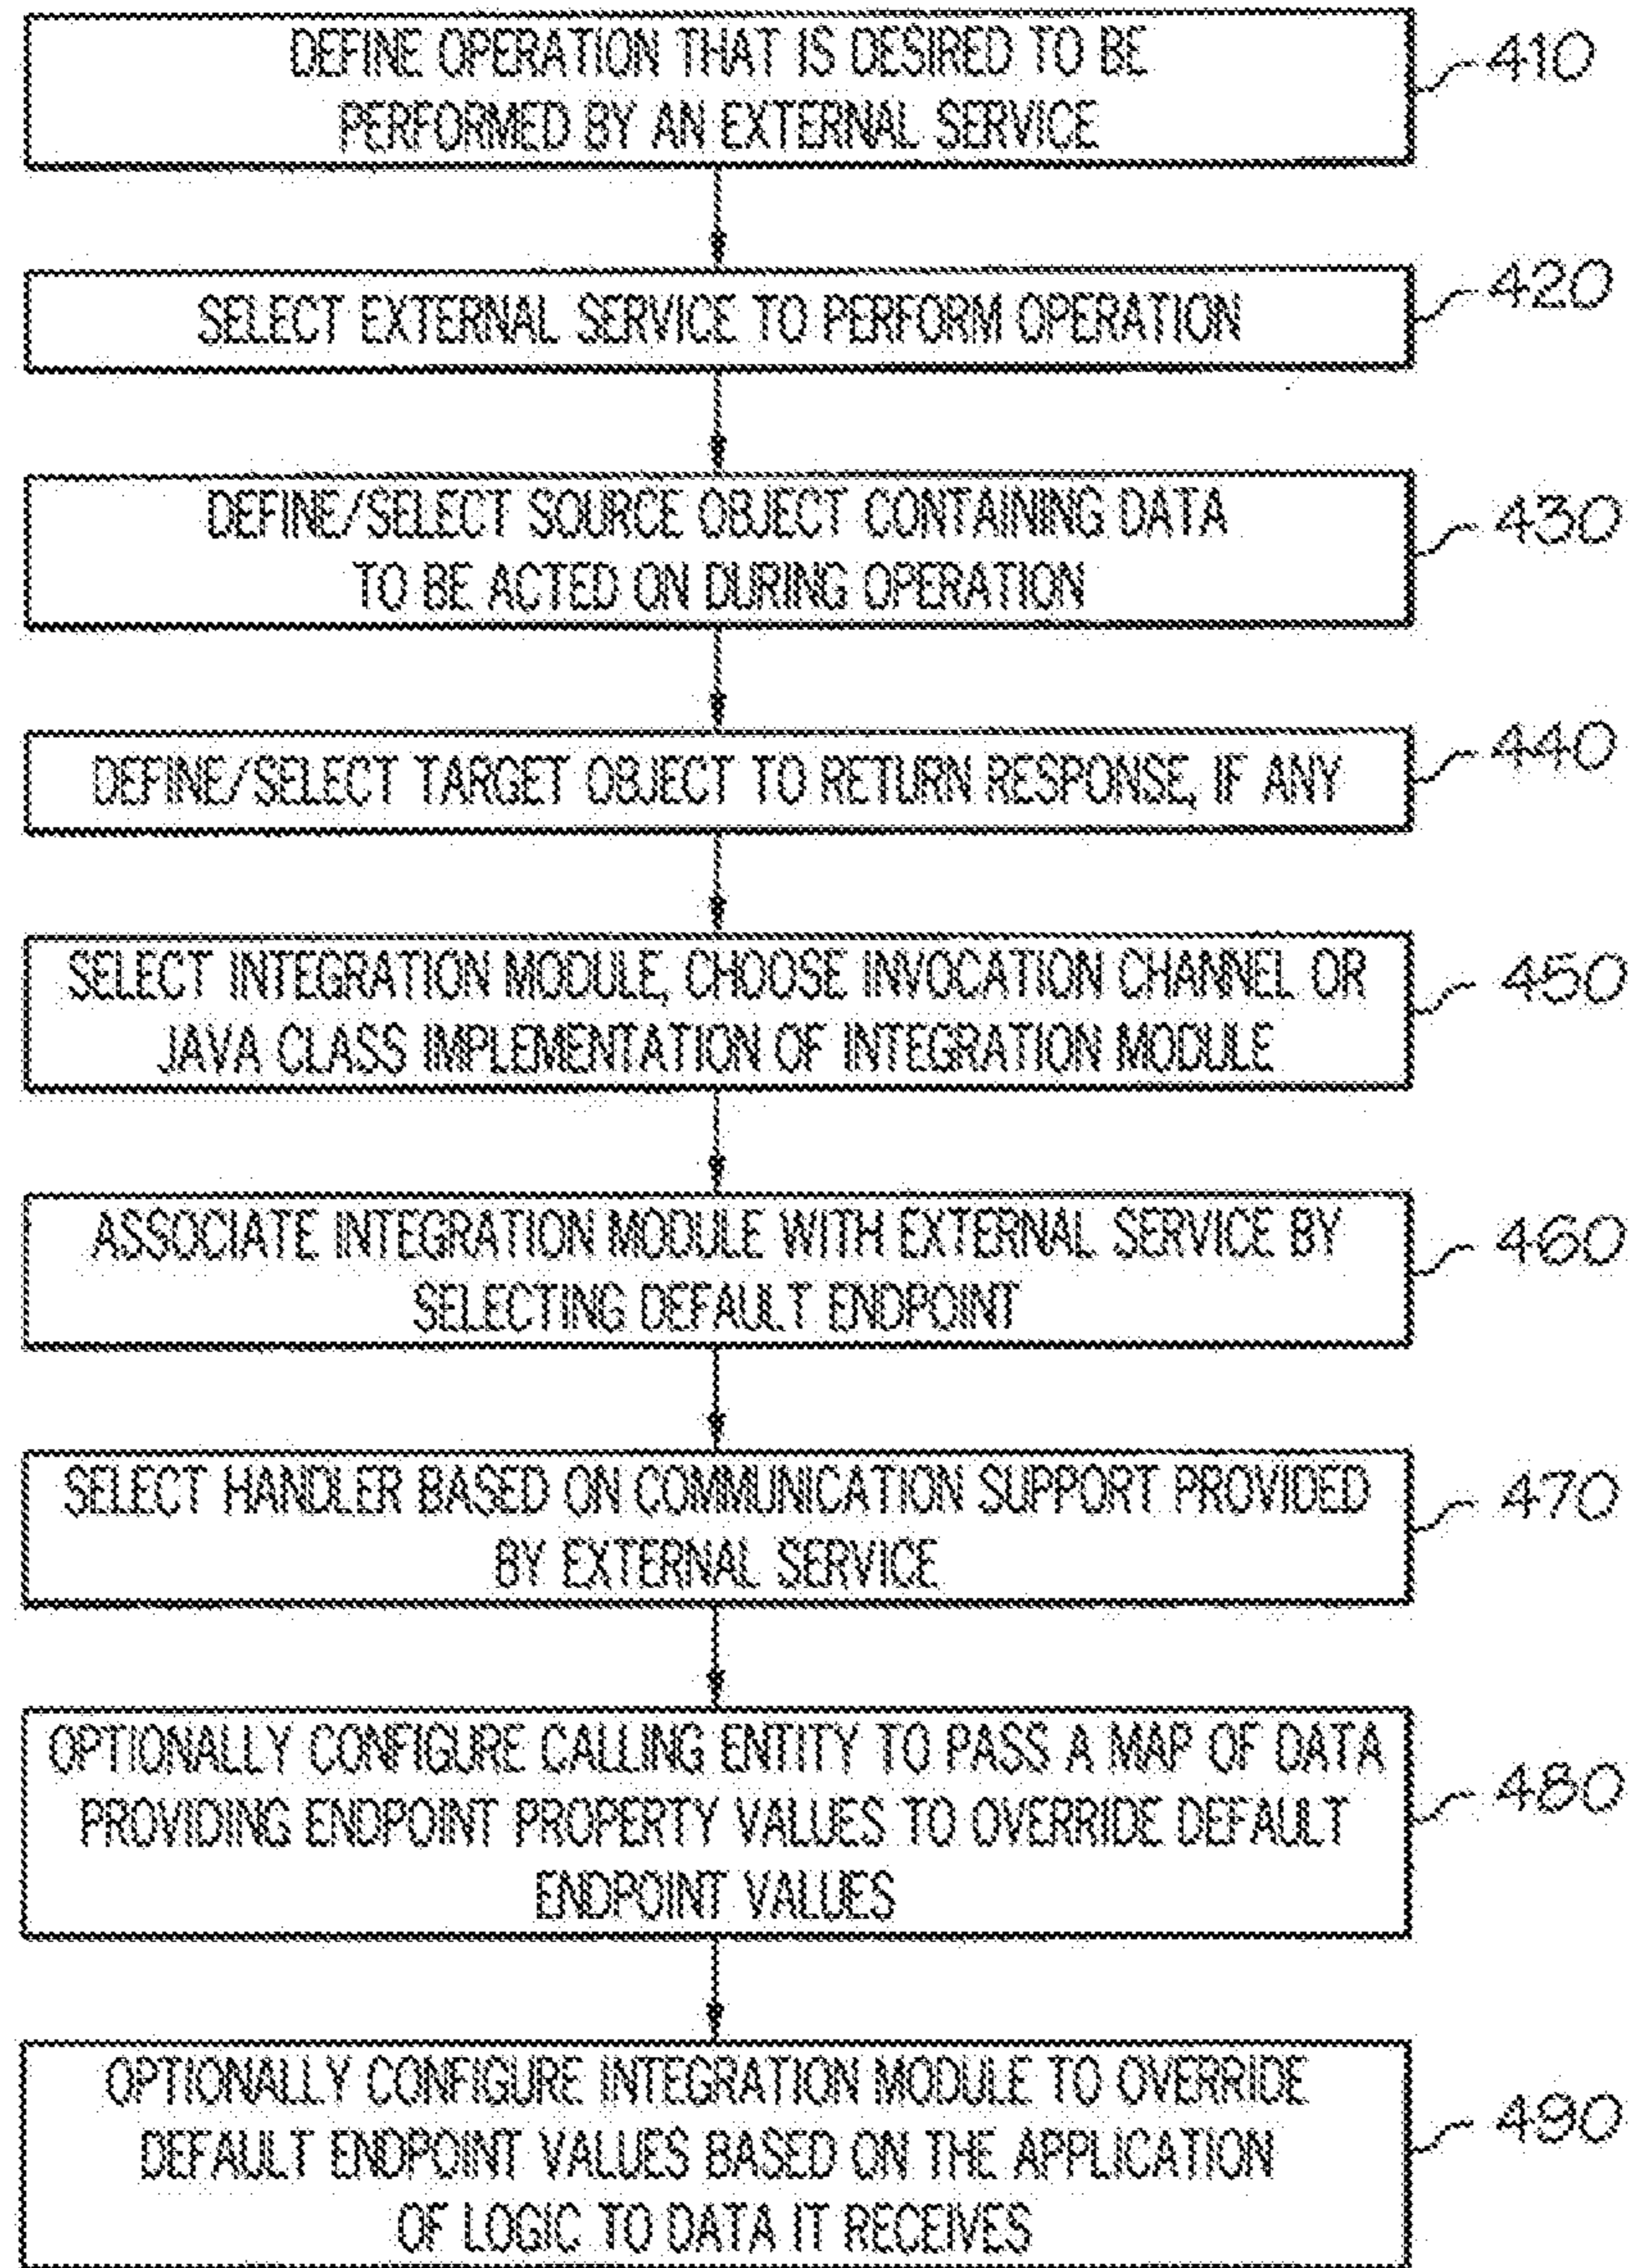 DEFINE OPERATION THAT IS DESIRED TO BE
PERFORMED BY AN EXTERNAL SERVICE
410
SELECT EXTERNAL SERVICE TO PERFORM OPERATION
420
DEFINE/SELECT SOURCE OBJECT CONTAINING DATA
TO BE ACTED ON DURING OPERATION
430
DEFINE/SELECT TARGET OBJECT TO RETURN RESPONSE, IF ANY
440
SELECT INTEGRATION MODULE, CHOOSE INVOCATION CHANNEL OR
JAVA CLASS IMPLEMENTATION OF INTEGRATION MODULE
450
ASSOCIATE INTEGRATION MODULE WITH EXTERNAL SERVICE BY
SELECTING DEFAULT ENDPOINT
460
SELECT HANDLER BASED ON COMMUNICATION SUPPORT PROVIDED
BY EXTERNAL SERVICE
470
OPTIONALLY CONFIGURE CALLING ENTITY TO PASS A MAP OF DATA
PROVIDING ENDPOINT PROPERTY VALUES TO OVERRIDE DEFAULT
ENDPOINT VALUES
480
OPTIONALLY CONFIGURE INTEGRATION MODULE TO OVERRIDE
DEFAULT ENDPOINT VALUES BASED ON THE APPLICATION
OF LOGIC TO DATA IT RECEIVES
490